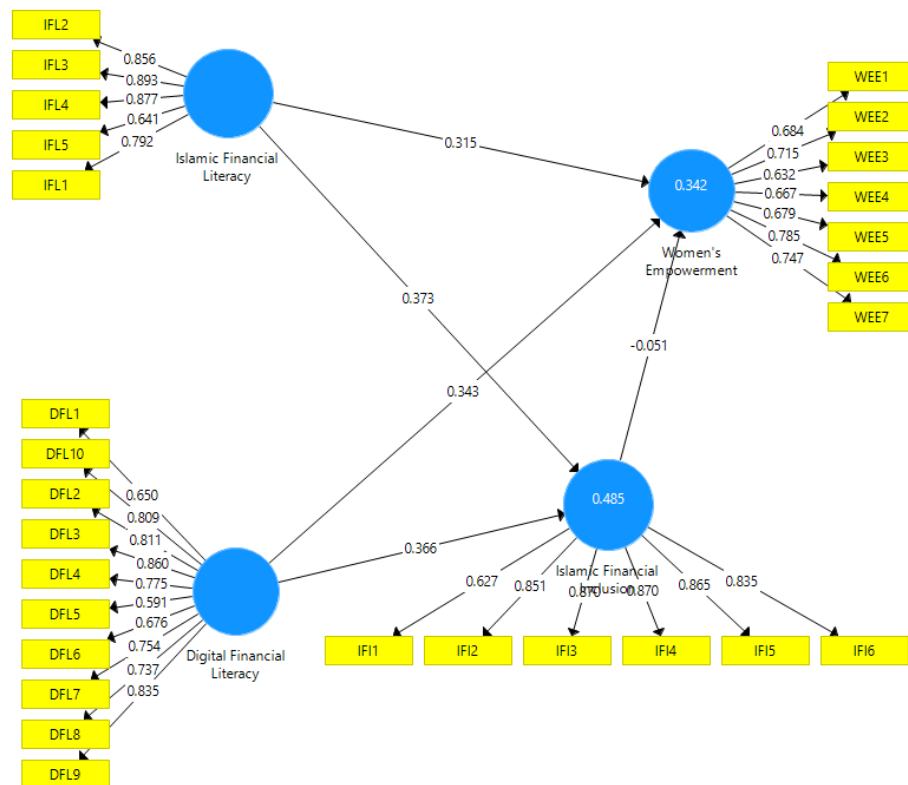 IFL2
IFL3
IFL4
IFL5
IFL1
0.856
0.893
0.877
0.641
0.792
Islamic Financial
Literacy
0.315
0.373
0.343
-0.051
0.366
WEE1
WEE2
WEE3
WEE4
WEE5
WEE6
WEE7
0.684
0.715
0.632
0.667
0.679
0.785
0.747
0.342
Women's
Empowerment
DFL1
DFL10
DFL2
DFL3
DFL4
DFL5
DFL6
DFL7
DFL8
DFL9
0.650
0.809
0.811
0.860
0.775
0.591
0.676
0.754
0.737
0.835
Digital Financial
Literacy
0.485
Islamic Financial
Inclusion
0.627
0.851
0.870
0.870
0.865
0.835
IFI1
IFI2
IFI3
IFI4
IFI5
IFI6